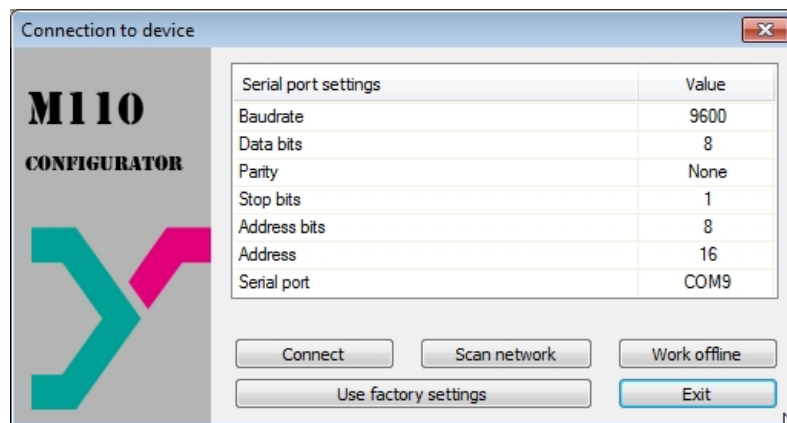 Connection to device
M110
CONFIGURATOR
Serial port settings Value
Baudrate 9600
Data bits 8
Parity None
Stop bits 1
Address bits 8
Address 16
Serial port COM9
Connect Scan network Work offline
Use factory settings Exit